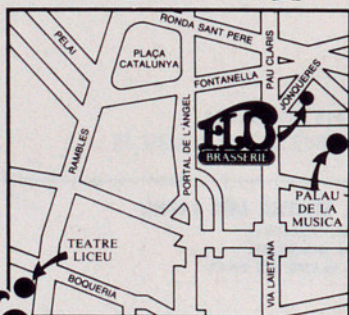 RONDA SANT PERE
PELAI
PLAÇA
CATALUNYA
PAU CLARIS
FONTANELLA
JONQUERES
FLO
BRASSERIE
RAMBLES
PORTAL DE L'ÀNGEL
PALAU
DE LA
MUSICA
TEATRE
LICEU
VIA LAIETANA
BOQUERIA